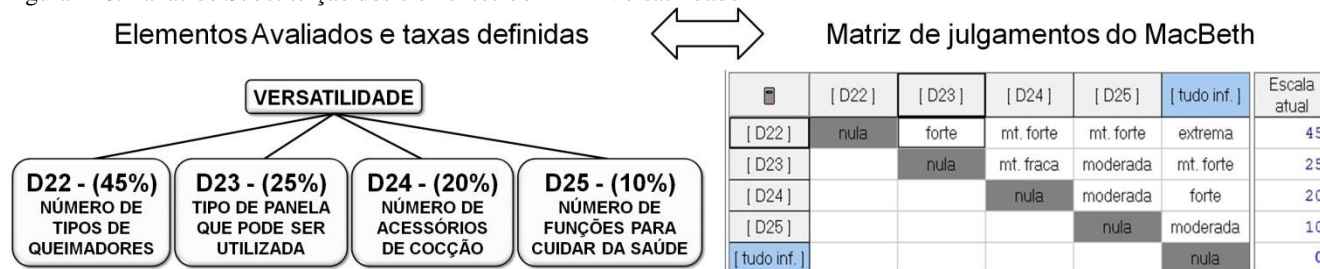 Elementos Avaliados e taxas definidas
Matriz de julgamentos do MacBeth
VERSATILIDADE
D22 - (45%)
NÚMERO DE
TIPOS DE
QUEIMADORES
D23 - (25%)
TIPO DE PANELA
QUE PODE SER
UTILIZADA
D24 - (20%)
NÚMERO DE
ACESSÓRIOS
DE COCÇÃO
D25 - (10%)
NÚMERO DE
FUNÇÕES PARA
CUIDAR DA SAÚDE
[ D22 ] [ D23 ] [ D24 ] [ D25 ] [ tudo inf. ] Escala
atual
[ D22 ] nula forte mt. forte mt. forte extrema 45
[ D23 ] nula mt. fraca moderada mt. forte 25
[ D24 ] nula moderada forte 20
[ D25 ] nula moderada 10
[ tudo inf. ] nula 0